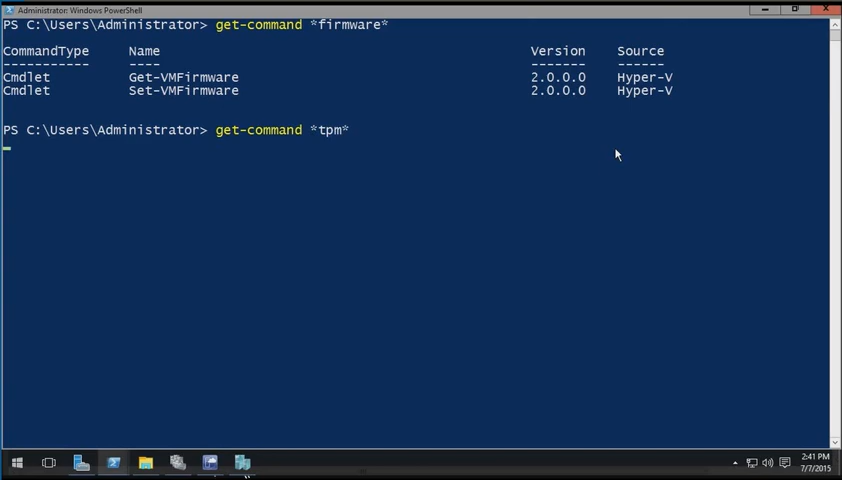 Administrator: Windows PowerShell
PS C:\Users\Administrator> get-command *firmware*
CommandType Name Version Source
----------- ---- ------- ------
Cmdlet Get-VMFirmware 2.0.0.0 Hyper-V
Cmdlet Set-VMFirmware 2.0.0.0 Hyper-V
PS C:\Users\Administrator> get-command *tpm*
2:41 PM
7/7/2015